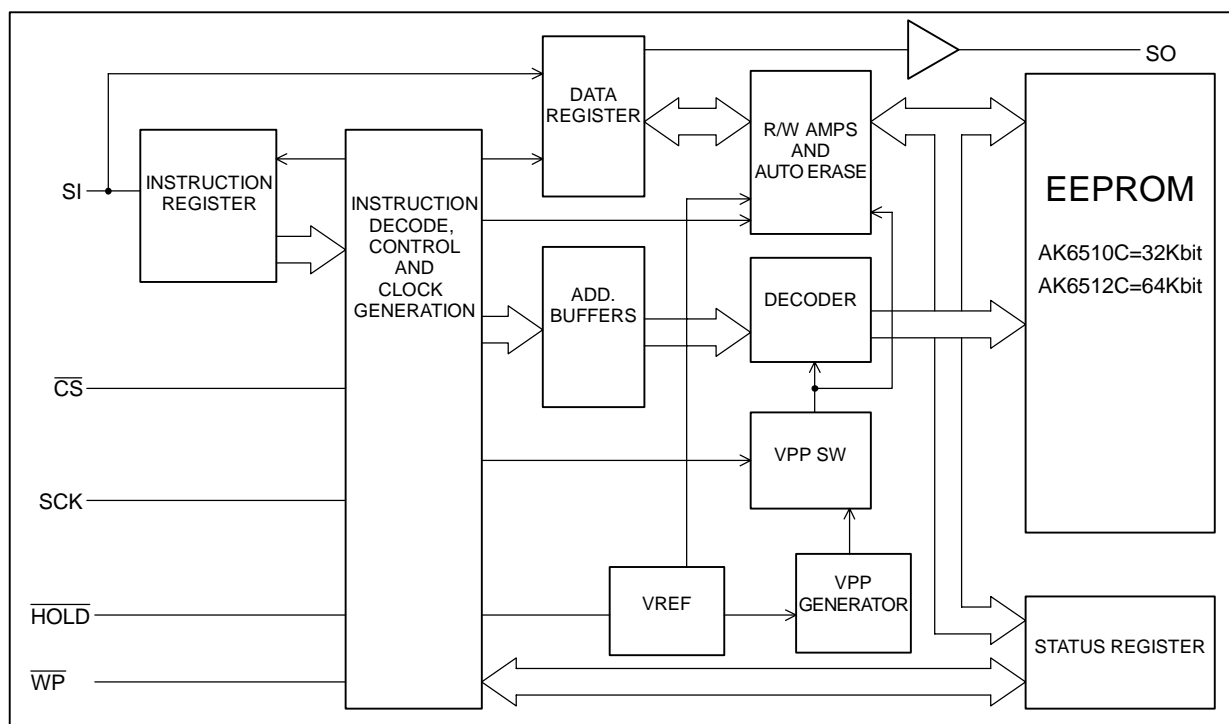 SO
DATA
REGISTER
R/W AMPS
AND
AUTO ERASE
EEPROM
AK6510C=32Kbit
AK6512C=64Kbit
SI
INSTRUCTION
REGISTER
INSTRUCTION
DECODE,
CONTROL
AND
CLOCK
GENERATION
ADD.
BUFFERS
DECODER
CS
VPP SW
SCK
HOLD
VREF
VPP
GENERATOR
STATUS REGISTER
WP